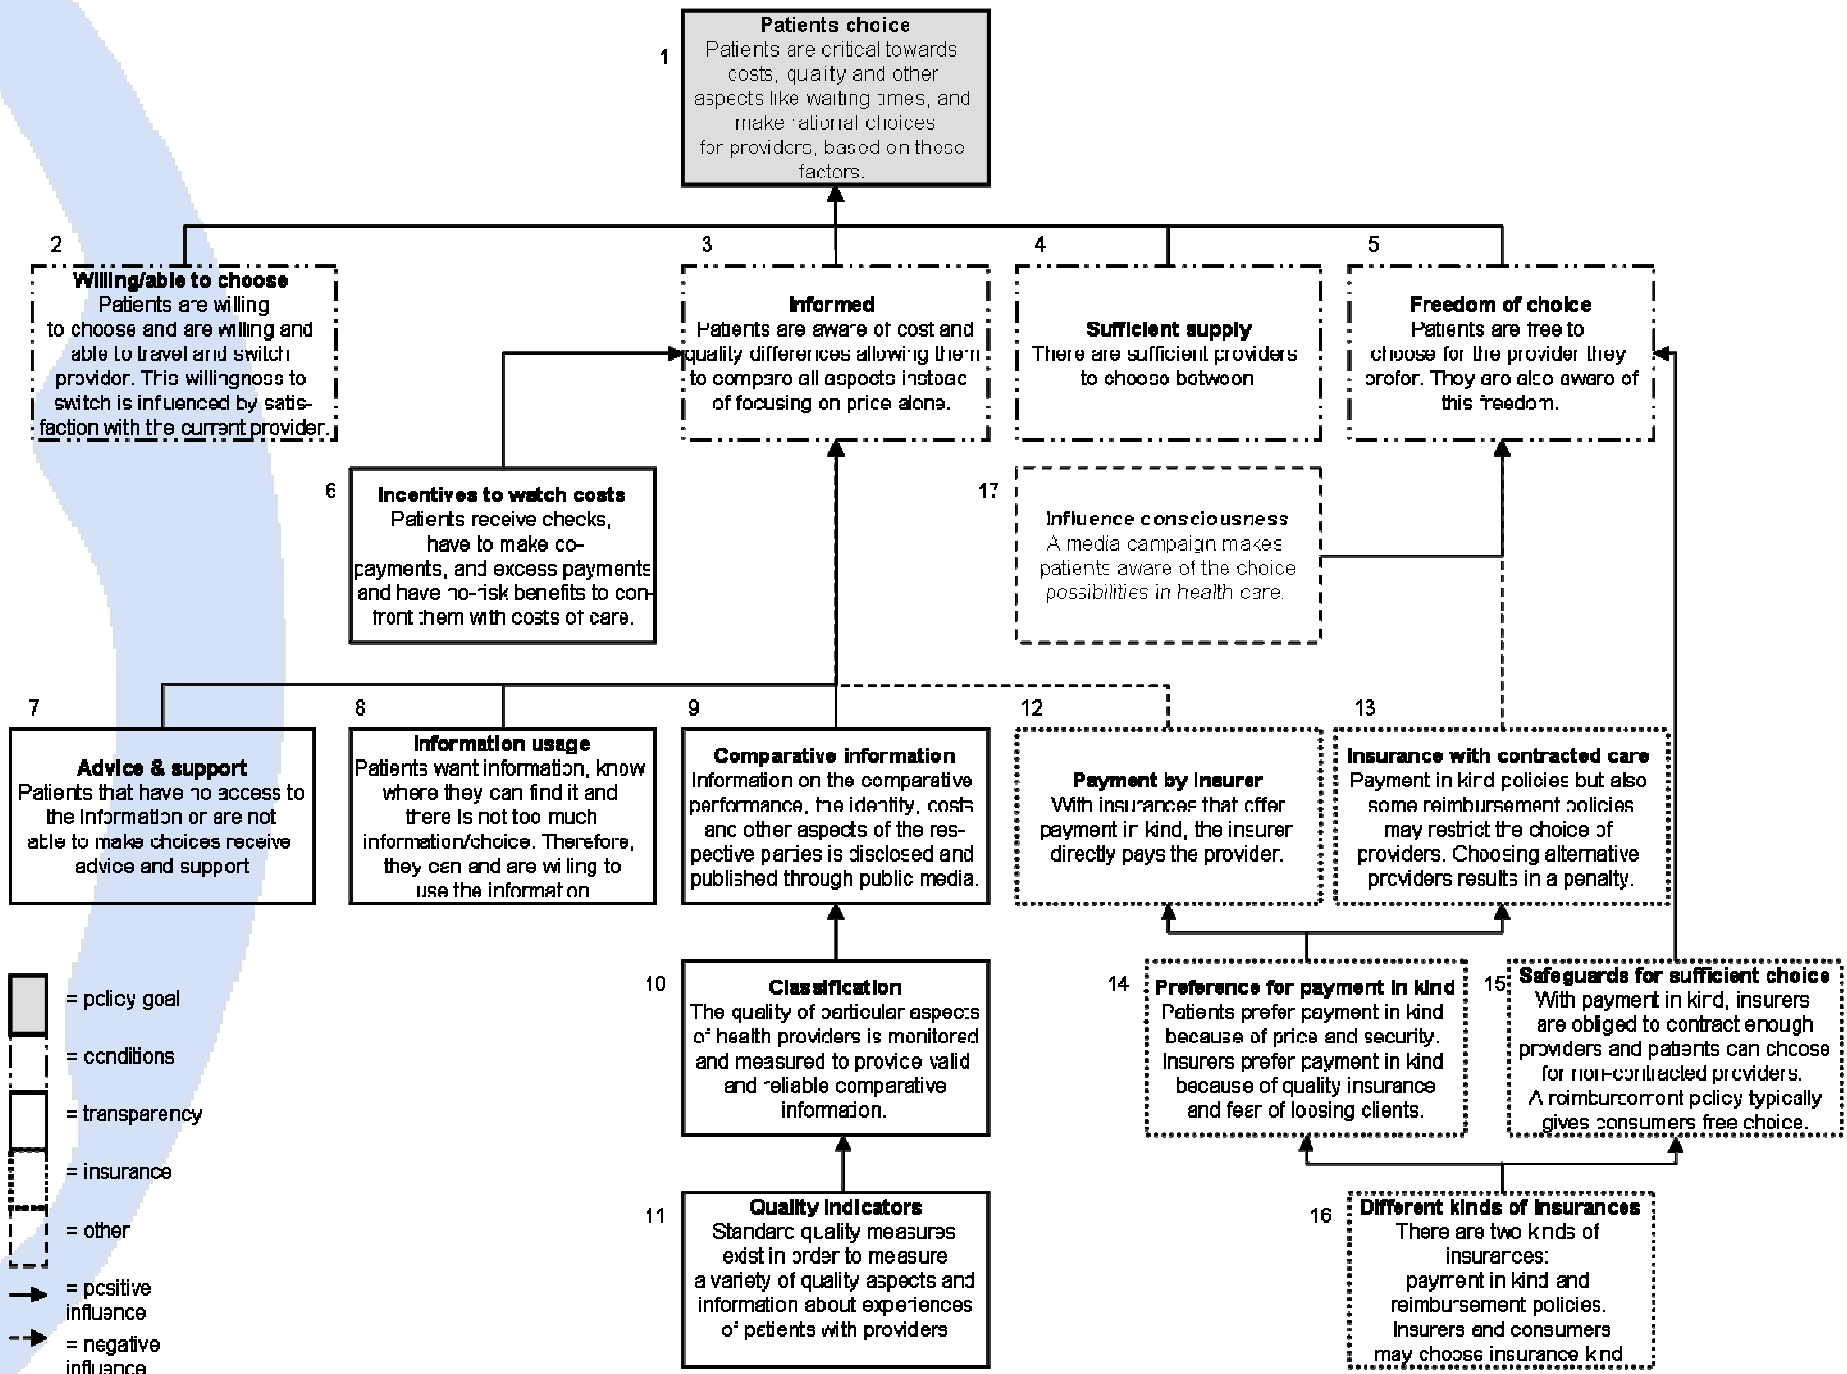 1
Patients choice
Patients are critical towards
costs, quality and other
aspects like waiting times, and
make rational choices
for providers, based on these
factors.
2
Willing/able to choose
Patients are willing
to choose and are willing and
able to travel and switch
provider. This willingness to
switch is influenced by satis-
faction with the current provider.
3
Informed
Patients are aware of cost and
quality differences allowing them
to compare all aspects instead
of focusing on price alone.
4
Sufficient supply
There are sufficient providers
to choose between
5
Freedom of choice
Patients are free to
choose for the provider they
prefer. They are also aware of
this freedom.
6
Incentives to watch costs
Patients receive checks,
have to make co-
payments, and excess payments
and have no-risk benefits to con-
front them with costs of care.
17
Influence consciousness
A media campaign makes
patients aware of the choice
possibilities in health care.
7
Advice & support
Patients that have no access to
the information or are not
able to make choices receive
advice and support
8
Information usage
Patients want information, know
where they can find it and
there is not too much
information/choice. Therefore,
they can and are willing to
use the information
9
Comparative information
Information on the comparative
performance, the identity, costs
and other aspects of the res-
pective parties is disclosed and
published through public media.
12
Payment by insurer
With insurances that offer
payment in kind, the insurer
directly pays the provider.
13
Insurance with contracted care
Payment in kind policies but also
some reimbursement policies
may restrict the choice of
providers. Choosing alternative
providers results in a penalty.
10
Classification
The quality of particular aspects
of health providers is monitored
and measured to provide valid
and reliable comparative
information.
14
Preference for payment in kind
Patients prefer payment in kind
because of price and security.
Insurers prefer payment in kind
because of quality insurance
and fear of loosing clients.
15
Safeguards for sufficient choice
With payment in kind, insurers
are obliged to contract enough
providers and patients can choose
for non-contracted providers.
A reimbursement policy typically
gives consumers free choice.
11
Quality indicators
Standard quality measures
exist in order to measure
a variety of quality aspects and
information about experiences
of patients with providers
16
Different kinds of insurances
There are two kinds of
insurances:
payment in kind and
reimbursement policies.
Insurers and consumers
may choose insurance kind
= policy goal
= conditions
= transparency
= insurance
= other
= positive
influence
= negative
influence